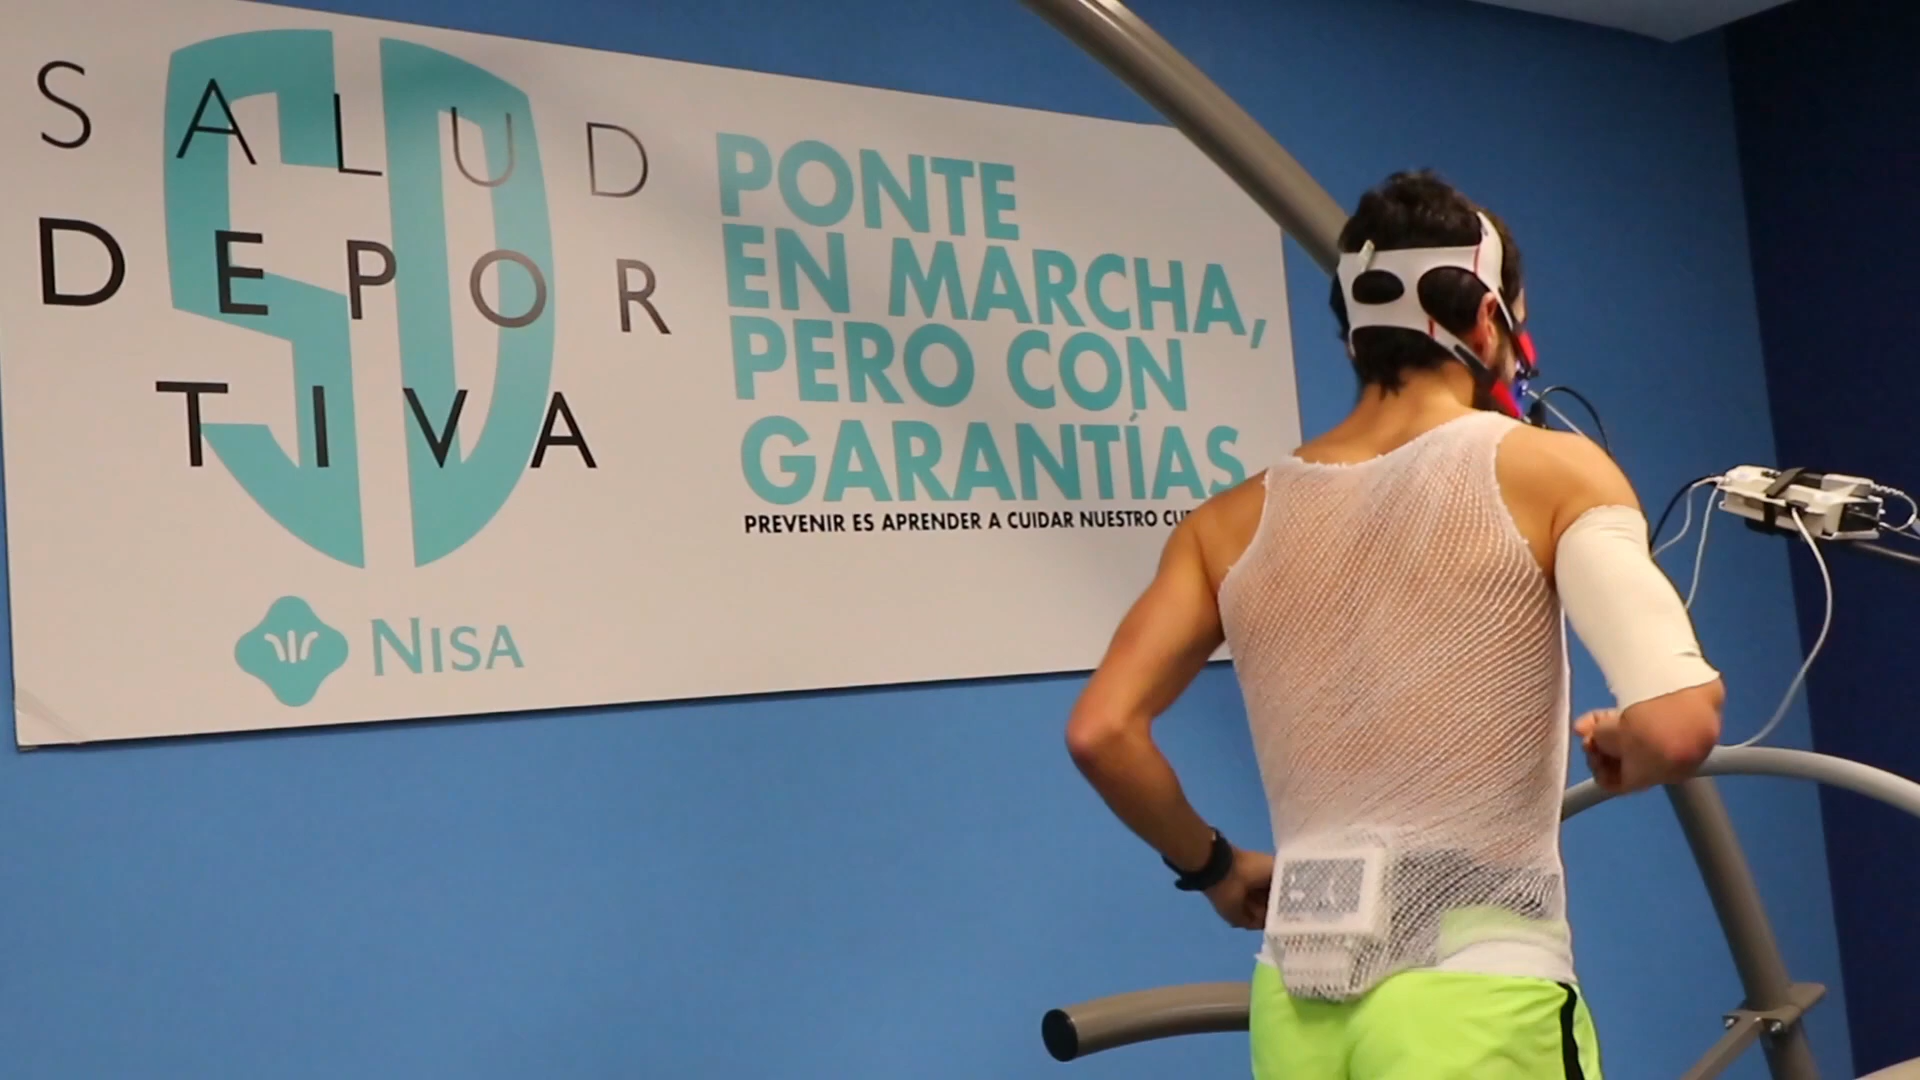 SALUD
DEPOR
TIVA
NISA
PONTE
EN MARCHA,
PERO CON
GARANTÍAS
PREVENIR ES APRENDER A CUIDAR NUESTRO